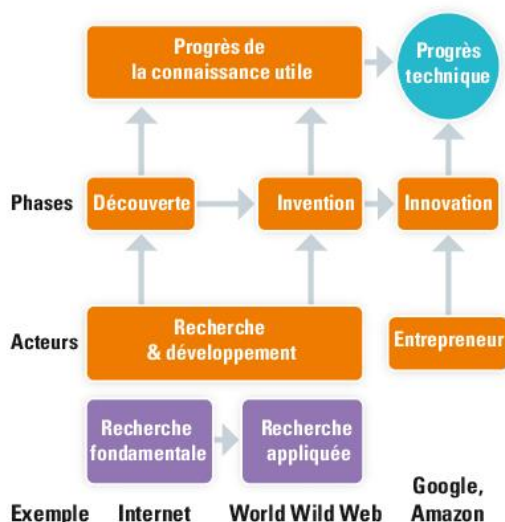 Progrès de
la connaissance utile
Progrès
technique
Phases
Découverte
Invention
Innovation
Acteurs
Recherche
& développement
Entrepreneur
Recherche
fondamentale
Recherche
appliquée
Exemple
Internet
World Wild Web
Google,
Amazon